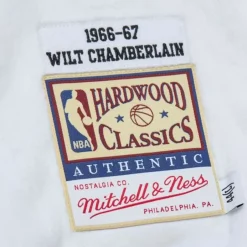 1966-67
WILT CHAMBERLAIN
HARDWOOD
NBA
CLASSICS
AUTHENTIC
NOSTALGIA CO.
Mitchell & Ness
PHILADELPHIA, PA.